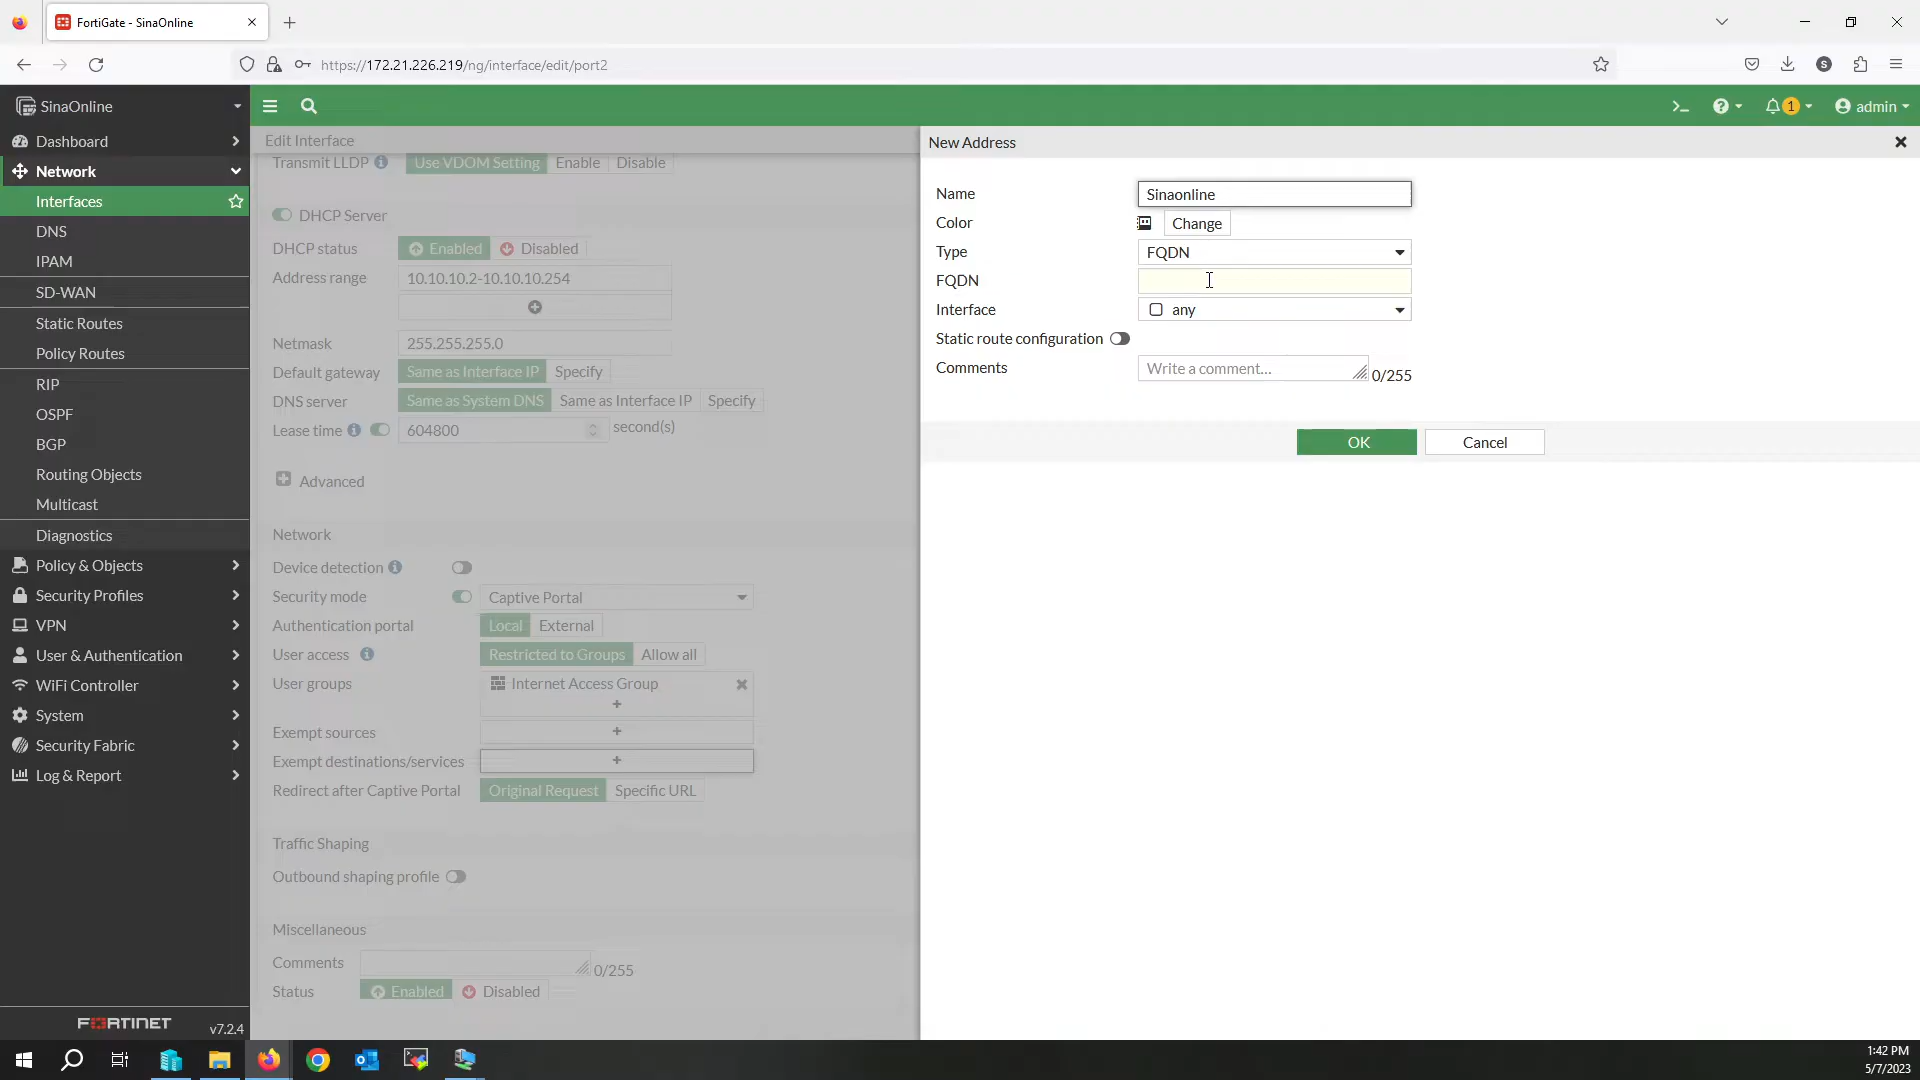 FortiGate - SinaOnline
https://172.21.226.219/ng/interface/edit/port2
S
SinaOnline
1
admin
Dashboard
Network
Interfaces
DNS
IPAM
SD-WAN
Static Routes
Policy Routes
RIP
OSPF
BGP
Routing Objects
Multicast
Diagnostics
Policy & Objects
Security Profiles
VPN
User & Authentication
WiFi Controller
System
Security Fabric
Log & Report
FORTINET
v7.2.4
Edit Interface
Transmit LLDP Use VDOM Setting Enable Disable
DHCP Server
DHCP status Enabled Disabled
Address range 10.10.10.2-10.10.10.254
Netmask 255.255.255.0
Default gateway Same as Interface IP Specify
DNS server Same as System DNS Same as Interface IP Specify
Lease time 604800 second(s)
Advanced
Network
Device detection
Security mode Captive Portal
Authentication portal Local External
User access Restricted to Groups Allow all
User groups Internet Access Group
+
Exempt sources +
Exempt destinations/services +
Redirect after Captive Portal Original Request Specific URL
Traffic Shaping
Outbound shaping profile
Miscellaneous
Comments 0/255
Status Enabled Disabled
New Address
Name Sinaonline
Color Change
Type FQDN
FQDN
Interface any
Static route configuration
Comments Write a comment... 0/255
OK Cancel
1:42 PM
5/7/2023